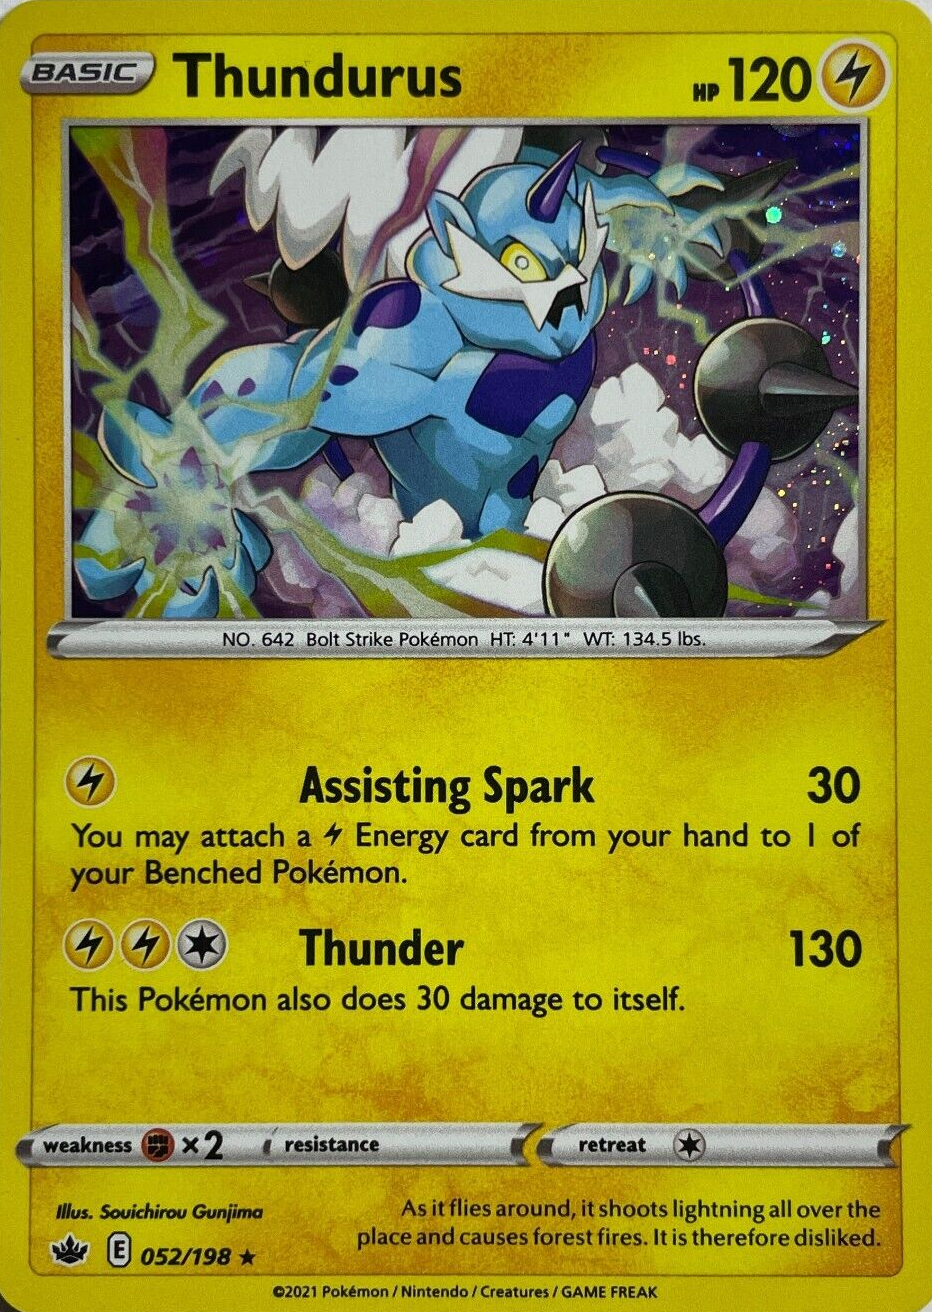 BASIC Thundurus HP 120
NO. 642 Bolt Strike Pokémon HT: 4'11" WT: 134.5 lbs.
Assisting Spark 30
You may attach a Energy card from your hand to 1 of
your Benched Pokémon.
Thunder 130
This Pokémon also does 30 damage to itself.
weakness ×2 resistance retreat
Illus. Souichirou Gunjima
As it flies around, it shoots lightning all over the
place and causes forest fires. It is therefore disliked.
E 052/198 ★
©2021 Pokémon / Nintendo / Creatures / GAME FREAK